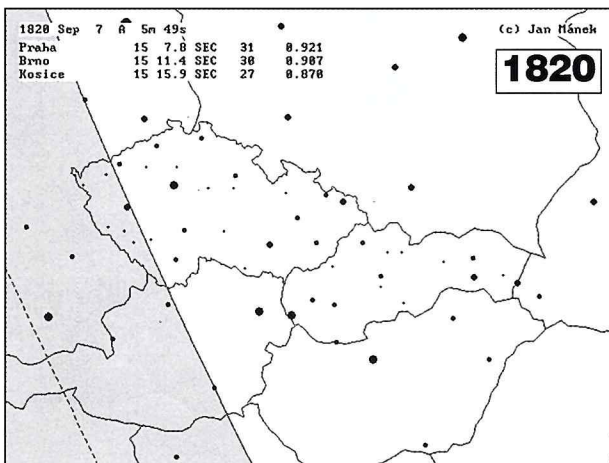 1820 Sep 7 A 5m 49s
(c) Jan Mánek
Praha 15 7.8 SEC 31 0.921
Brno 15 11.4 SEC 30 0.907
Kosice 15 15.9 SEC 27 0.870
1820